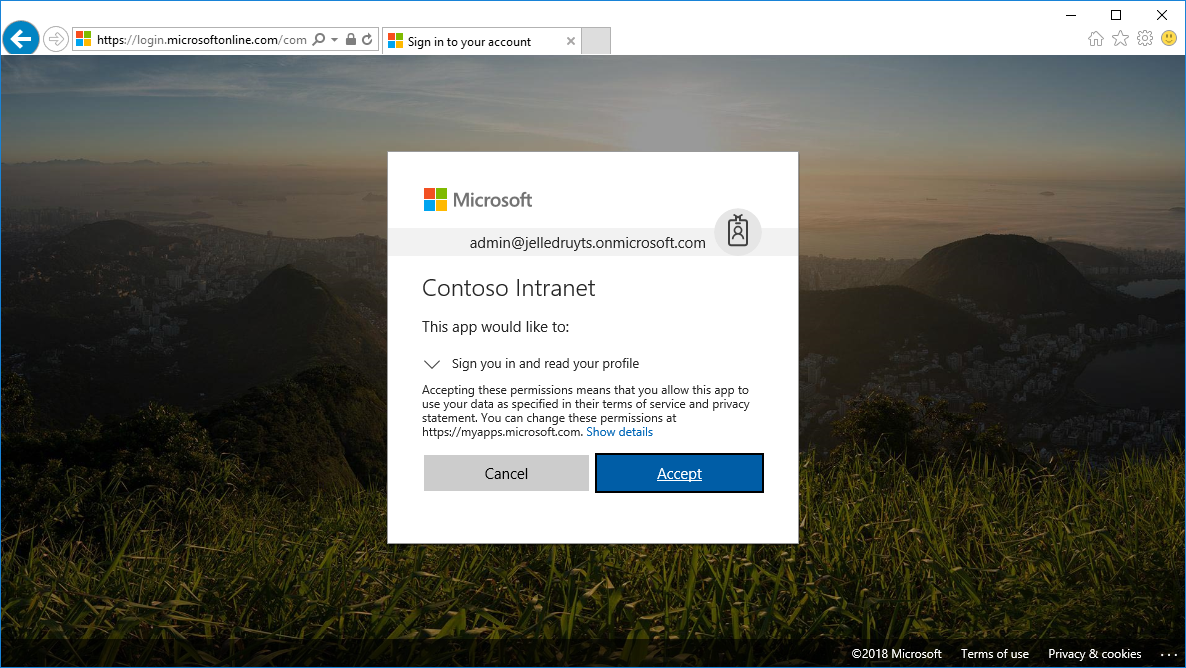 https://login.microsoftonline.com/com
Sign in to your account
Microsoft
admin@jelledruyts.onmicrosoft.com
Contoso Intranet
This app would like to:
Sign you in and read your profile
Accepting these permissions means that you allow this app to
use your data as specified in their terms of service and privacy
statement. You can change these permissions at
https://myapps.microsoft.com. Show details
Cancel
Accept
©2018 Microsoft
Terms of use
Privacy & cookies